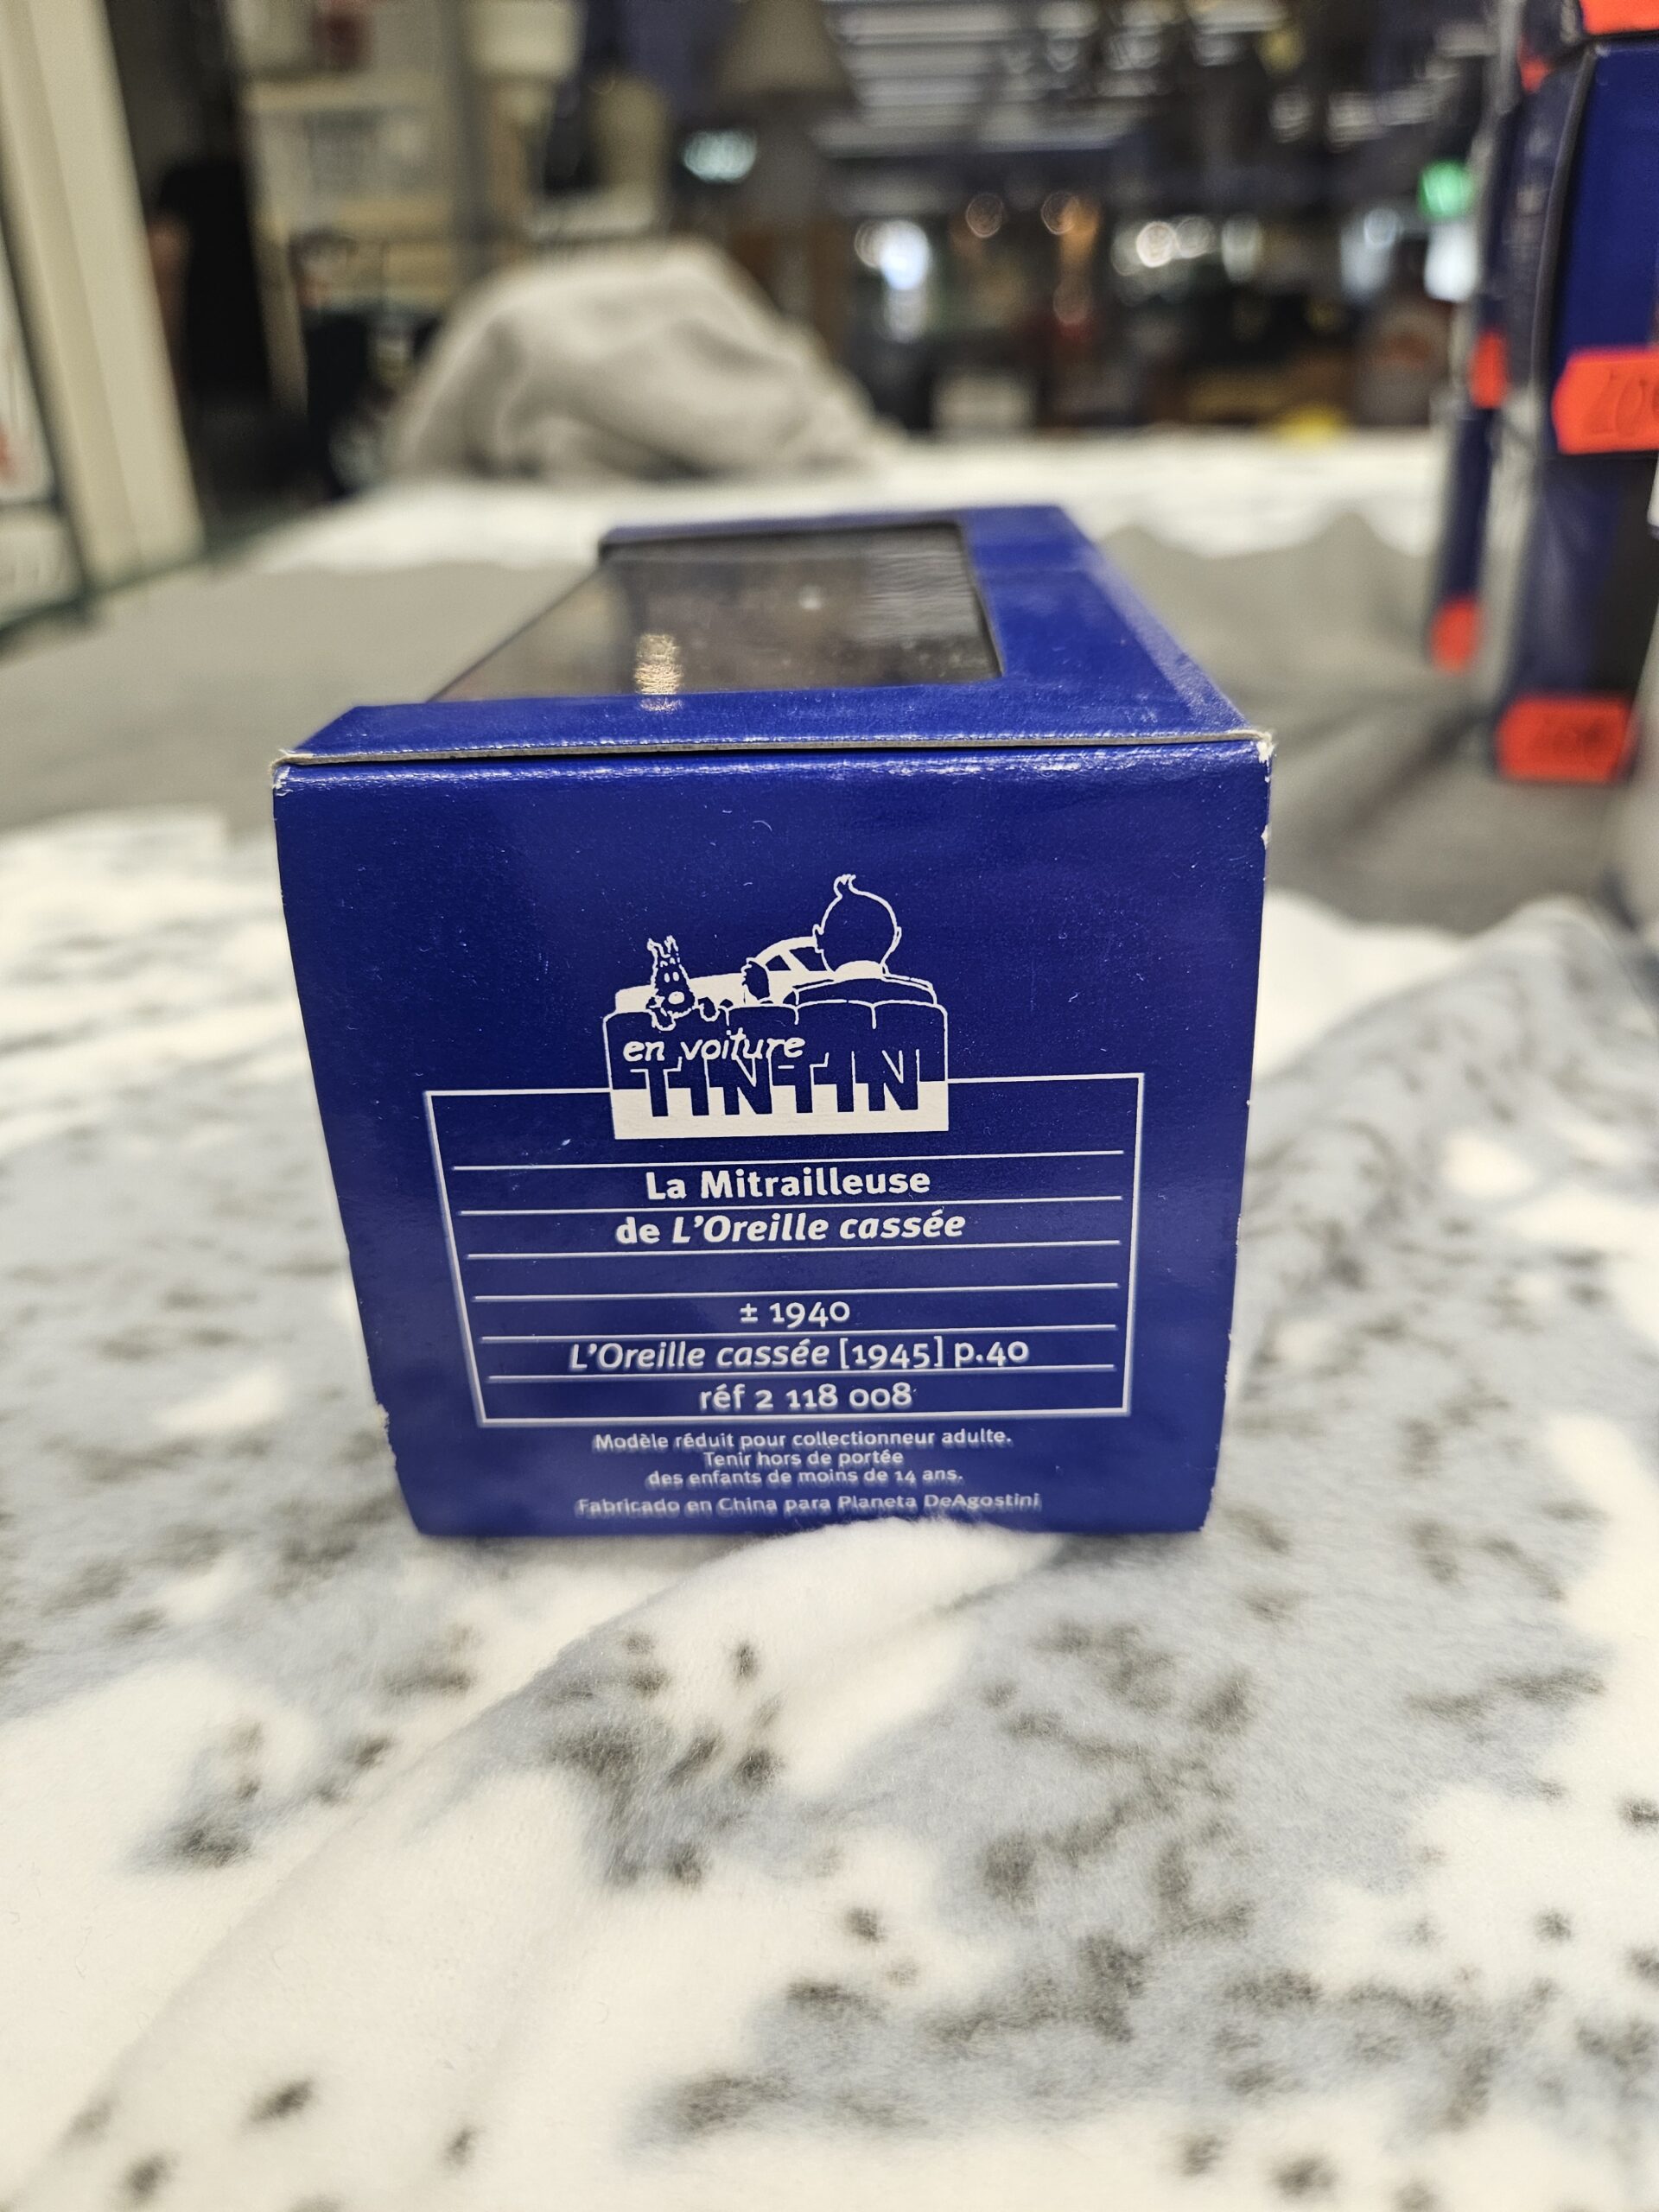 en voiture
TINTIN
La Mitrailleuse
de L'Oreille cassée
± 1940
L'Oreille cassée [1945] p.40
réf 2 118 008
Modèle réduit pour collectionneur adulte.
Tenir hors de portée
des enfants de moins de 14 ans.
Fabricado en China para Planeta DeAgostini